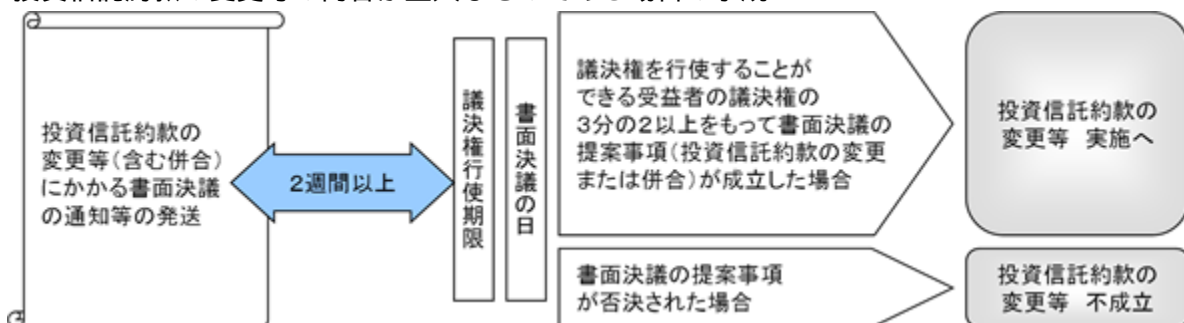 投資信託約款の
変更等（含む併合）
にかかる書面決議
の通知等の発送
２週間以上
議決権行使期限
書面決議の日
議決権を行使することが
できる受益者の議決権の
３分の２以上をもって書面決議の
提案事項（投資信託約款の変更
または併合）が成立した場合
投資信託約款の
変更等　実施へ
書面決議の提案事項
が否決された場合
投資信託約款の
変更等　不成立